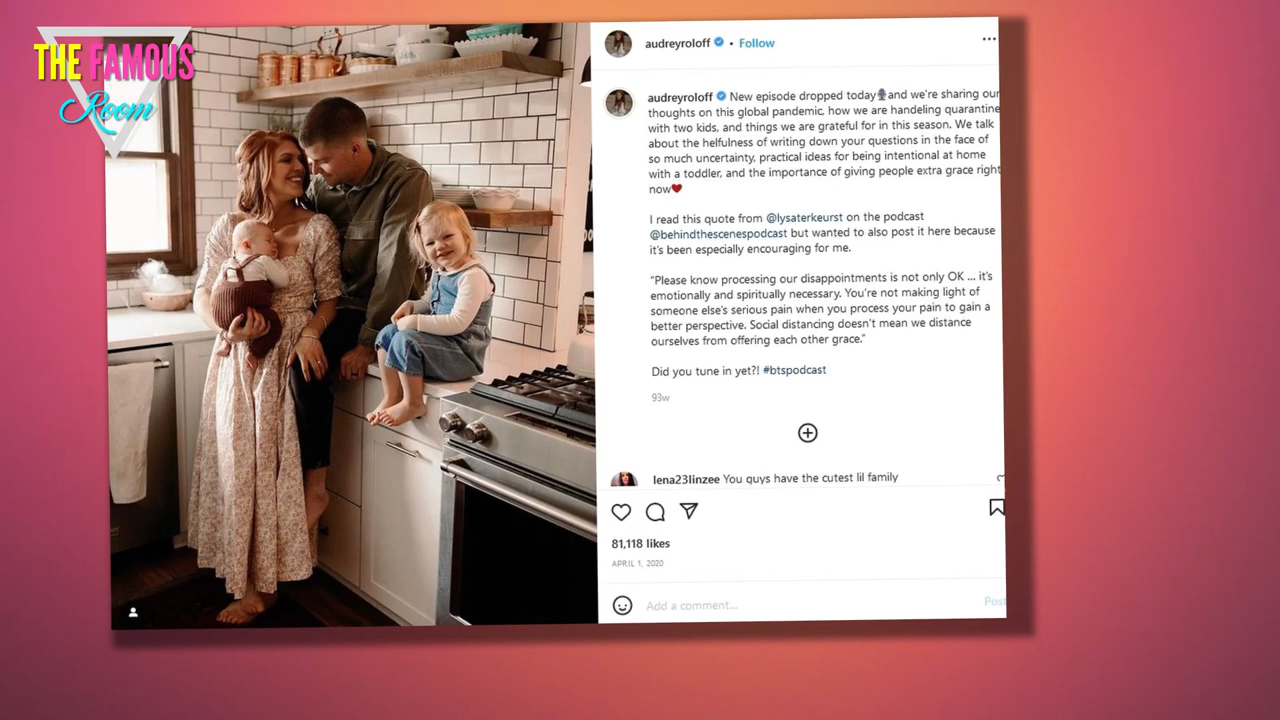 THE FAMOUS
Room
audreyroloff • Follow
audreyroloff New episode dropped today and we're sharing our
thoughts on this global pandemic, how we are handeling quarantine
with two kids, and things we are grateful for in this season. We talk
about the helfulness of writing down your questions in the face of
so much uncertainty, practical ideas for being intentional at home
with a toddler, and the importance of giving people extra grace right
now
I read this quote from @lysaterkeurst on the podcast
@behindthescenespodcast but wanted to also post it here because
it's been especially encouraging for me.
“Please know processing our disappointments is not only OK ... it's
emotionally and spiritually necessary. You're not making light of
someone else's serious pain when you process your pain to gain a
better perspective. Social distancing doesn't mean we distance
ourselves from offering each other grace.”
Did you tune in yet?! #btspodcast
93w
lena23linzee You guys have the cutest lil family
81,118 likes
APRIL 1, 2020
Add a comment... Post